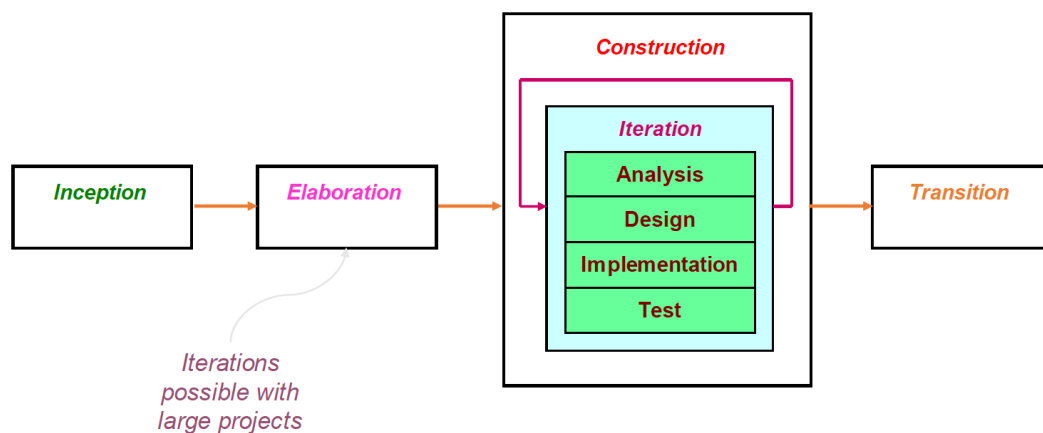 Construction
Iteration
Inception
Elaboration
Analysis
Design
Implementation
Test
Transition
Iterations
possible with
large projects